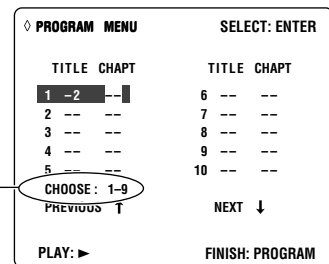 ◊ PROGRAM MENU SELECT: ENTER
TITLE CHAPT TITLE CHAPT
1 –2 –– 6 –– ––
2 –– –– 7 –– ––
3 –– –– 8 –– ––
4 –– –– 9 –– ––
5 –– –– 10 –– ––
CHOOSE: 1–9
PREVIOUS ↑ NEXT ↓
PLAY: ► FINISH: PROGRAM